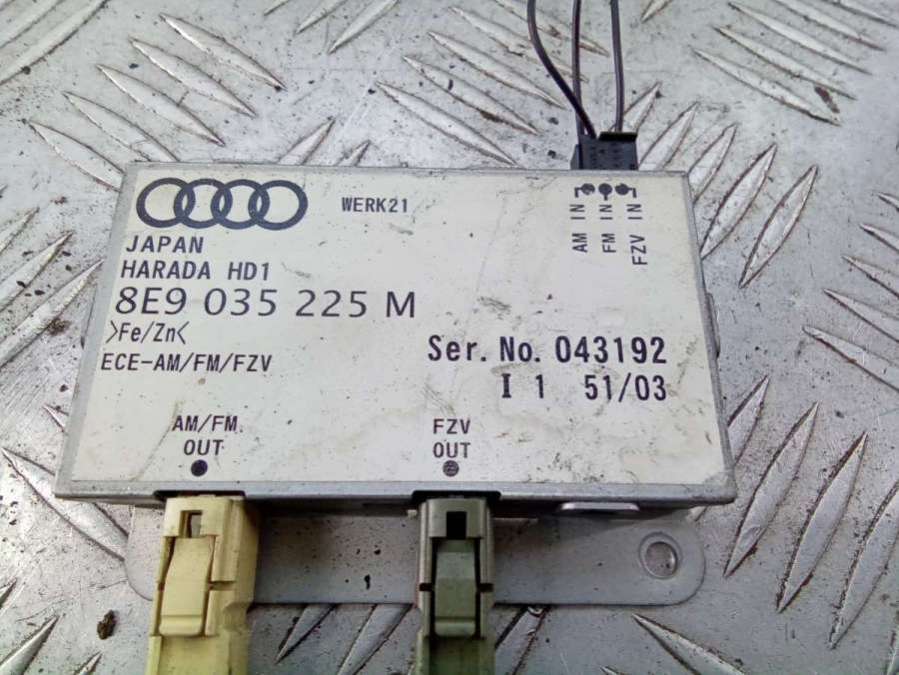 WERK21
JAPAN
HARADA HD1
8E9 035 225 M
>Fe/Zn<
ECE-AM/FM/FZV
AM IN
FM IN
FZV IN
Ser. No. 043192
I 1 51/03
AM/FM
OUT
FZV
OUT